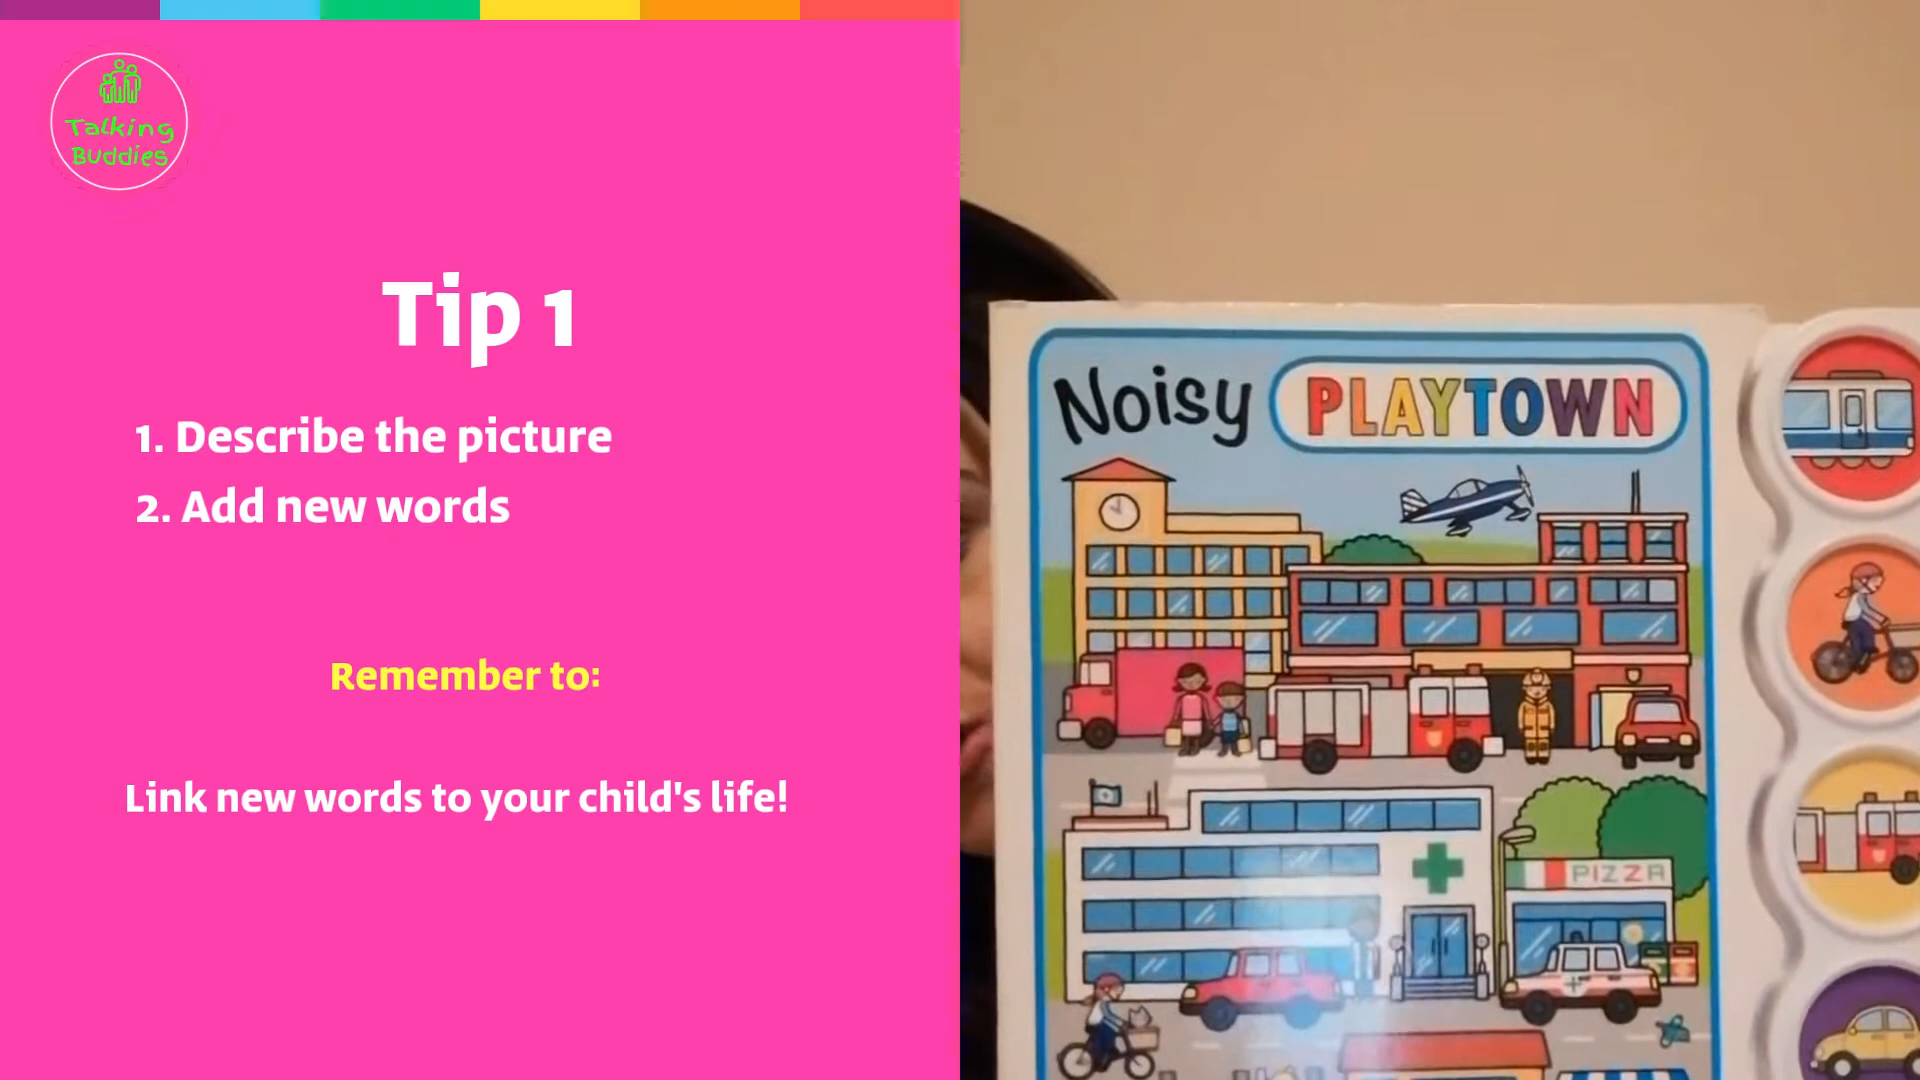 Talking
Buddies
Tip 1
1. Describe the picture
2. Add new words
Remember to:
Link new words to your child's life!
Noisy PLAYTOWN
PIZZA